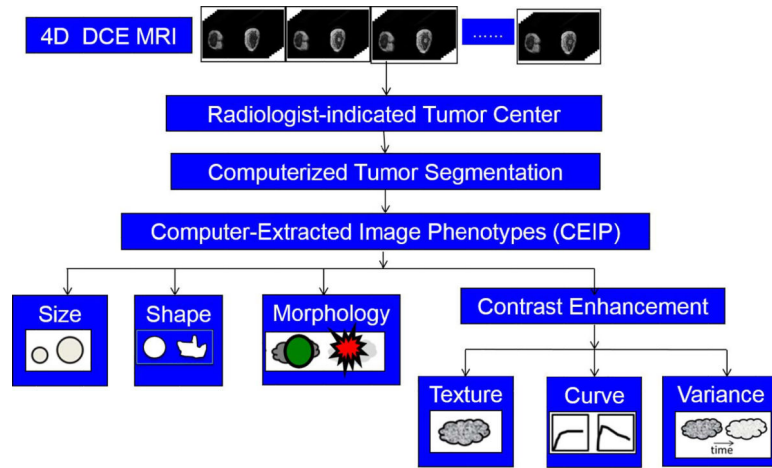 4D DCE MRI
......
Radiologist-indicated Tumor Center
Computerized Tumor Segmentation
Computer-Extracted Image Phenotypes (CEIP)
Size
Shape
Morphology
Contrast Enhancement
Texture
Curve
Variance
time